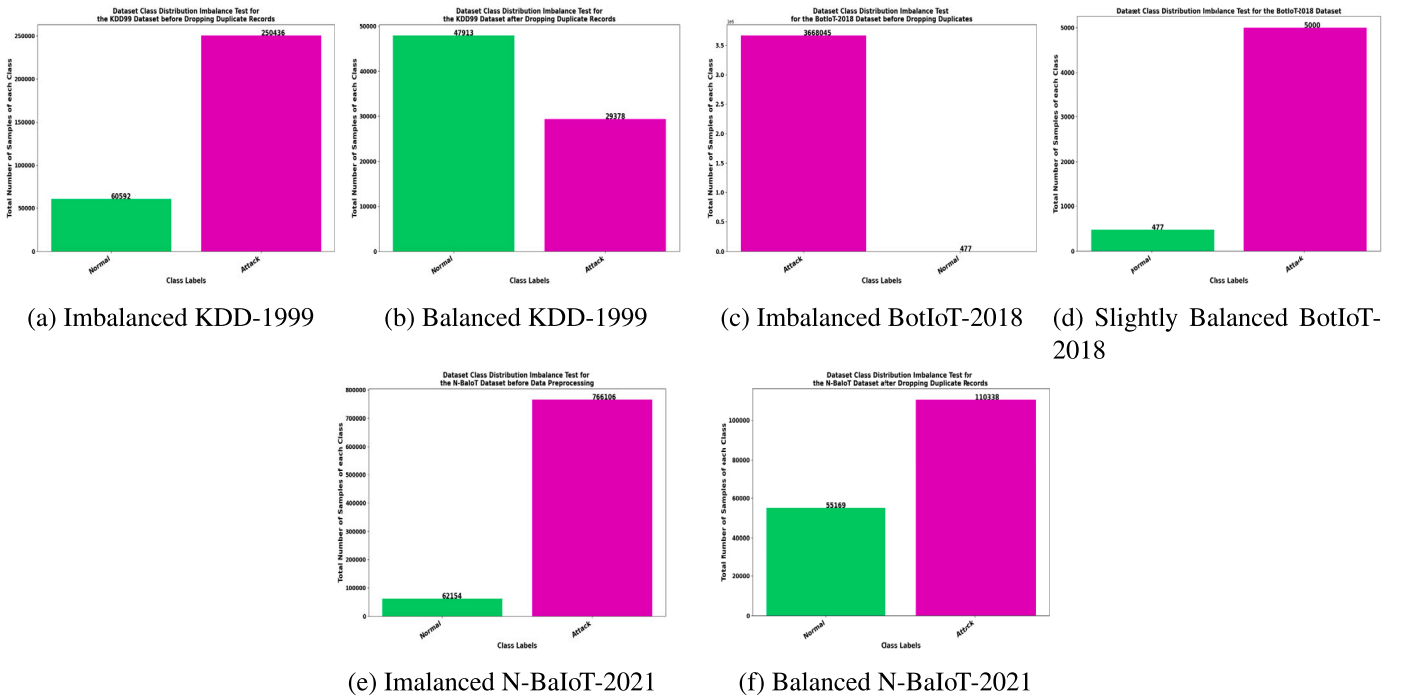 Dataset Class Distribution Imbalance Test for
the KDD99 Dataset before Dropping Duplicate Records
Total Number of Samples of each Class
250000
200000
150000
100000
50000
0
60592
250436
Normal
Attack
Class Labels
(a) Imbalanced KDD-1999
Dataset Class Distribution Imbalance Test for
the KDD99 Dataset after Dropping Duplicate Records
Total Number of Samples of each Class
50000
40000
30000
20000
10000
0
47913
29378
Normal
Attack
Class Labels
(b) Balanced KDD-1999
Dataset Class Distribution Imbalance Test
for the BotIoT-2018 Dataset before Dropping Duplicates
1e6
Total Number of Samples of each Class
3.5
3.0
2.5
2.0
1.5
1.0
0.5
0.0
3668045
477
Attack
Normal
Class Labels
(c) Imbalanced BotIoT-2018
Dataset Class Distribution Imbalance Test for the BotIoT-2018 Dataset
Total Number of Samples of each Class
5000
4000
3000
2000
1000
0
477
5000
Normal
Attack
Class Labels
(d) Slightly Balanced BotIoT-
2018
Dataset Class Distribution Imbalance Test for
the N-BaIoT Dataset before Data Preprocessing
Total Number of Samples of each Class
800000
700000
600000
500000
400000
300000
200000
100000
0
62154
766106
Normal
Attack
Class Labels
(e) Imalanced N-BaIoT-2021
Dataset Class Distribution Imbalance Test for
the N-BaIoT Dataset after Dropping Duplicate Records
Total Number of Samples of each Class
100000
80000
60000
40000
20000
0
55169
110338
Normal
Attack
Class Labels
(f) Balanced N-BaIoT-2021